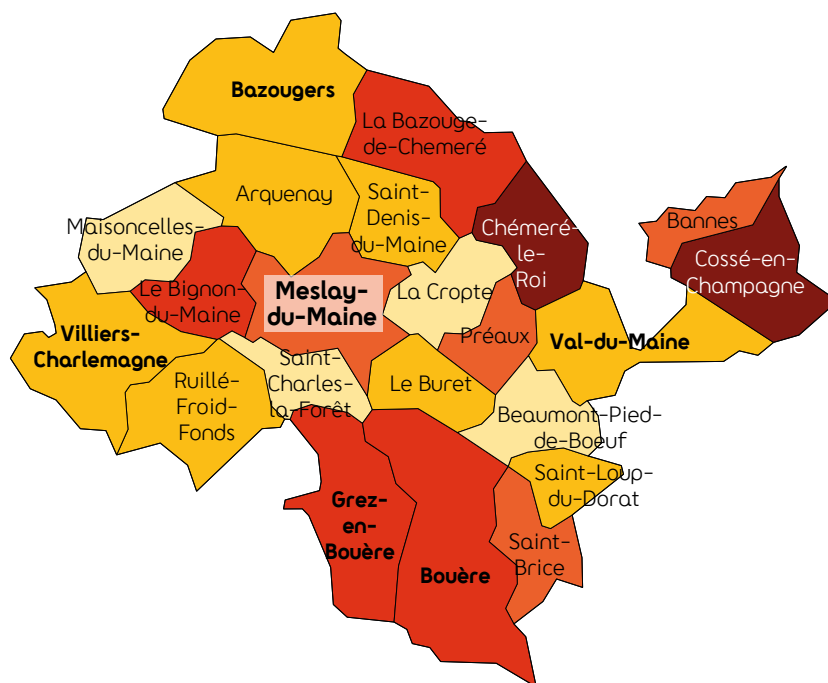 Bazougers
La Bazouge-
de-Chemeré
Arquenay
Saint-
Denis-
du-Maine
Maisoncelles-
du-Maine
Chémeré-
le-
Roi
Bannes
Cossé-en-
Champagne
Le Bignon-
du-Maine
Meslay-
du-Maine
La Cropte
Villiers-
Charlemagne
Préaux
Val-du-Maine
Ruillé-
Froid-
Fonds
Saint-
Charles-
la-Forêt
Le Buret
Beaumont-Pied-
de-Boeuf
Saint-Loup-
du-Dorat
Grez-
en-
Bouère
Bouère
Saint-
Brice